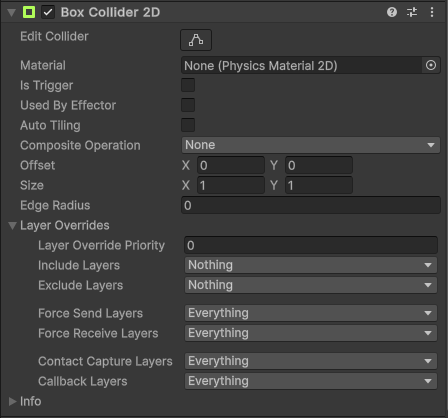 Box Collider 2D
Edit Collider
Material None (Physics Material 2D)
Is Trigger
Used By Effector
Auto Tiling
Composite Operation None
Offset X 0 Y 0
Size X 1 Y 1
Edge Radius 0
Layer Overrides
Layer Override Priority 0
Include Layers Nothing
Exclude Layers Nothing
Force Send Layers Everything
Force Receive Layers Everything
Contact Capture Layers Everything
Callback Layers Everything
Info